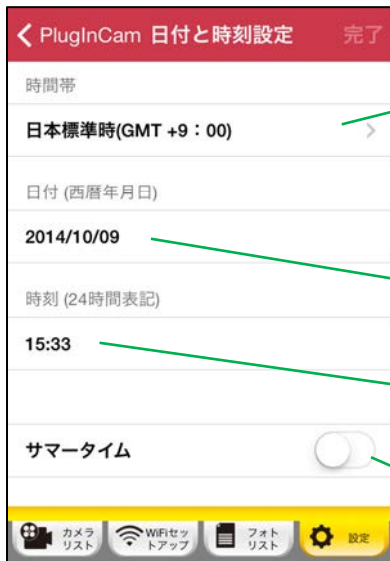 PlugInCam 日付と時刻設定 完了
時間帯
日本標準時(GMT +9：00)
日付 (西暦年月日)
2014/10/09
時刻 (24時間表記)
15:33
サマータイム
カメラ
リスト
WiFiセッ
トアップ
フォト
リスト
設定